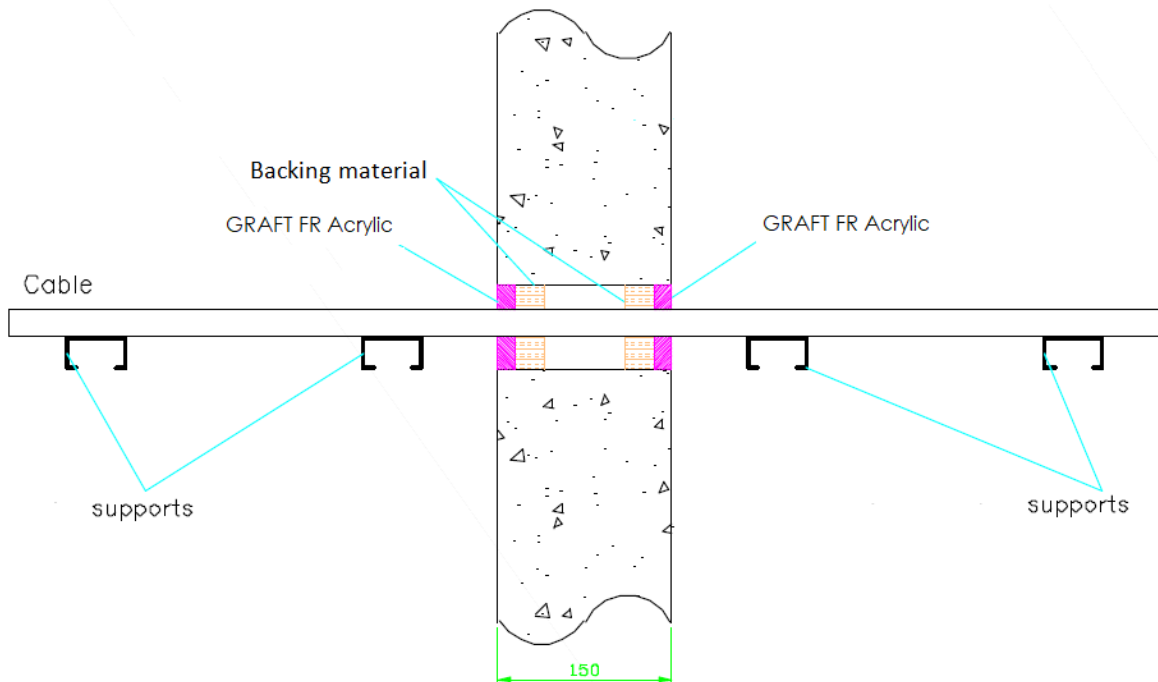 Backing material
GRAFT FR Acrylic
GRAFT FR Acrylic
Cable
supports
supports
150